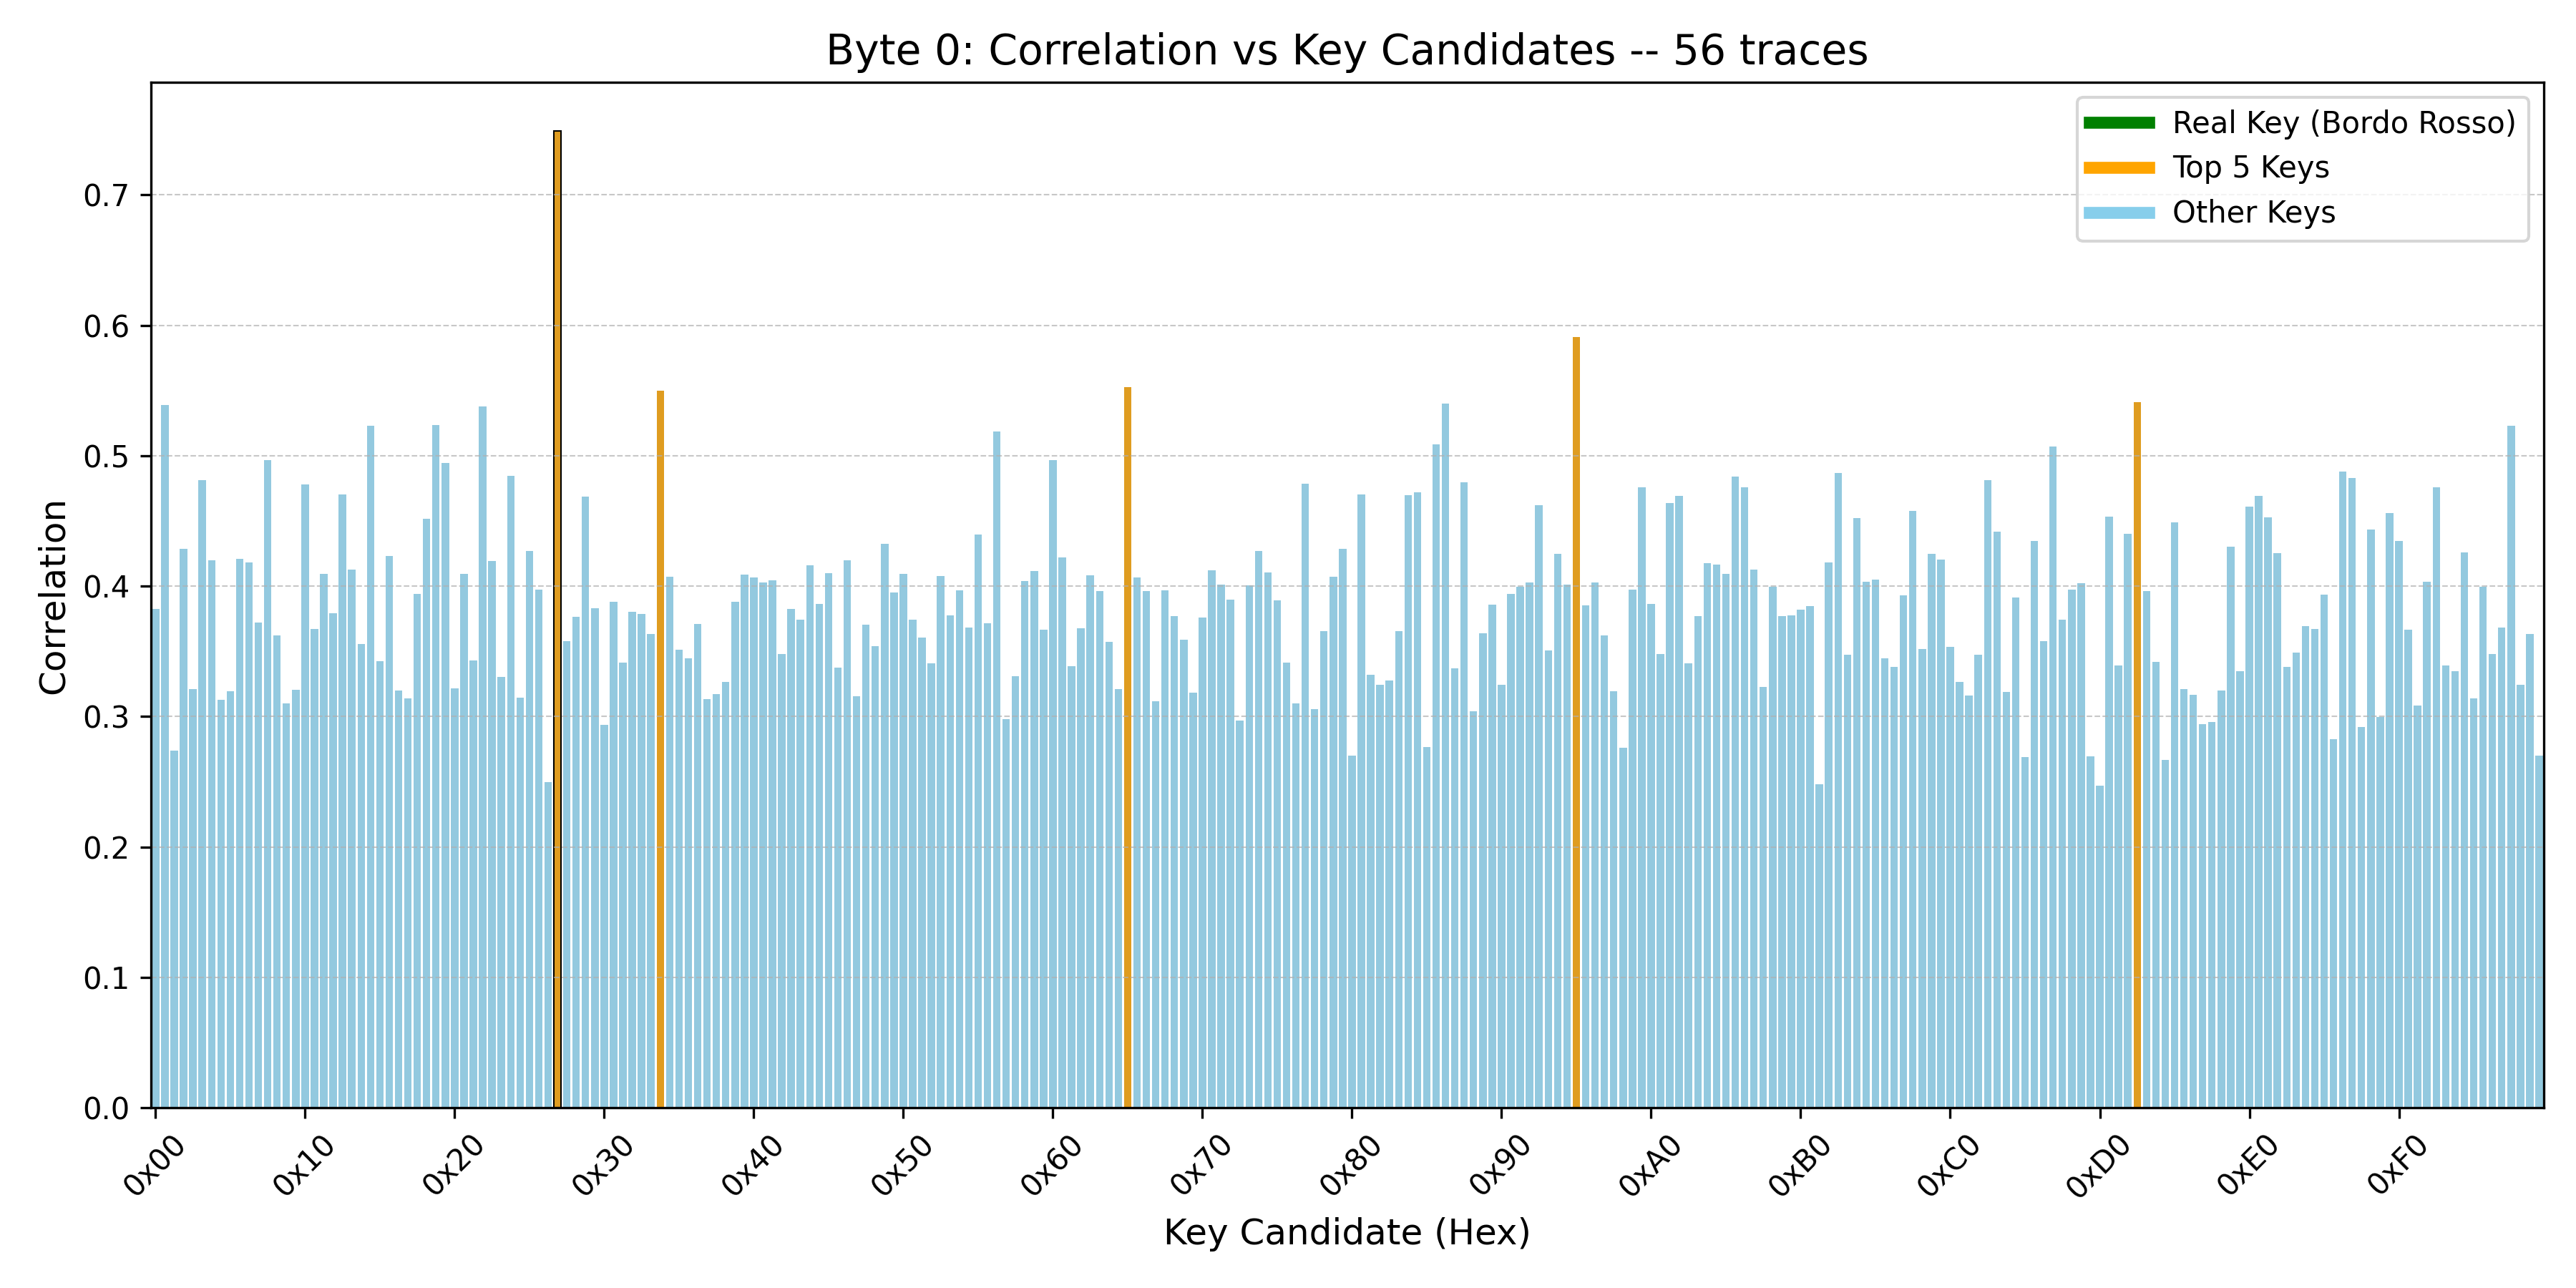 Byte 0: Correlation vs Key Candidates -- 56 traces
Real Key (Bordo Rosso)
Top 5 Keys
Other Keys
Correlation
0.7
0.6
0.5
0.4
0.3
0.2
0.1
0.0
0x00 0x10 0x20 0x30 0x40 0x50 0x60 0x70 0x80 0x90 0xA0 0xB0 0xC0 0xD0 0xE0 0xF0
Key Candidate (Hex)